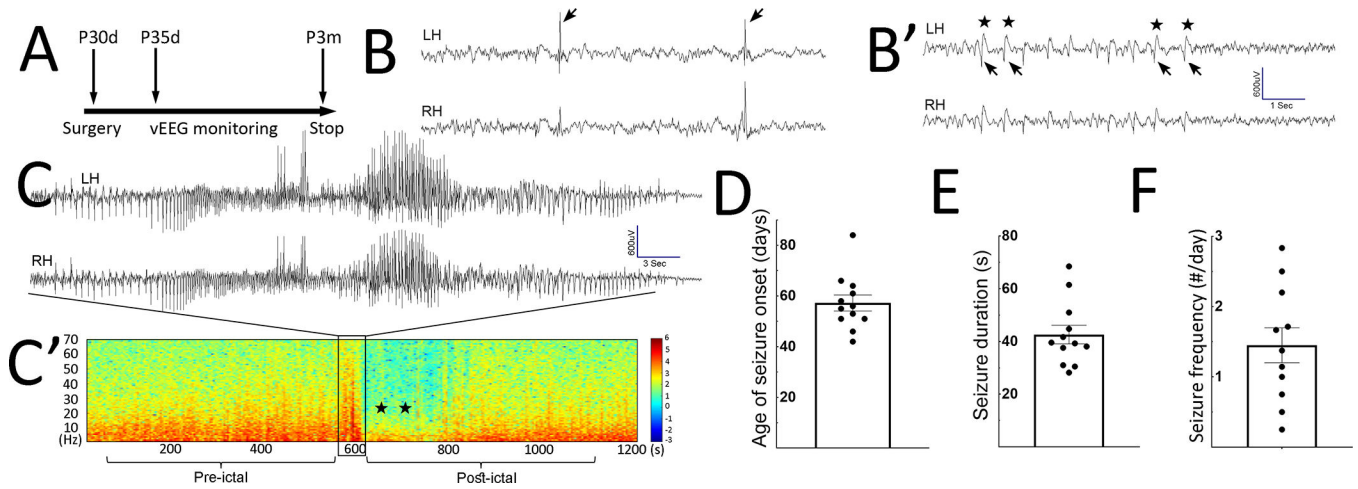 A
P30d P35d P3m
Surgery vEEG monitoring Stop
B
LH
RH
B'
LH
RH
600uV
1 Sec
C
LH
RH
600uV
3 Sec
C'
70
60
50
40
30
20
10
(Hz)
200 400 600 800 1000 1200 (s)
6
5
4
3
2
1
0
-1
-2
-3
Pre-ictal Post-ictal
D
Age of seizure onset (days)
80
60
40
20
E
Seizure duration (s)
80
60
40
20
F
Seizure frequency (#/day)
3
2
1